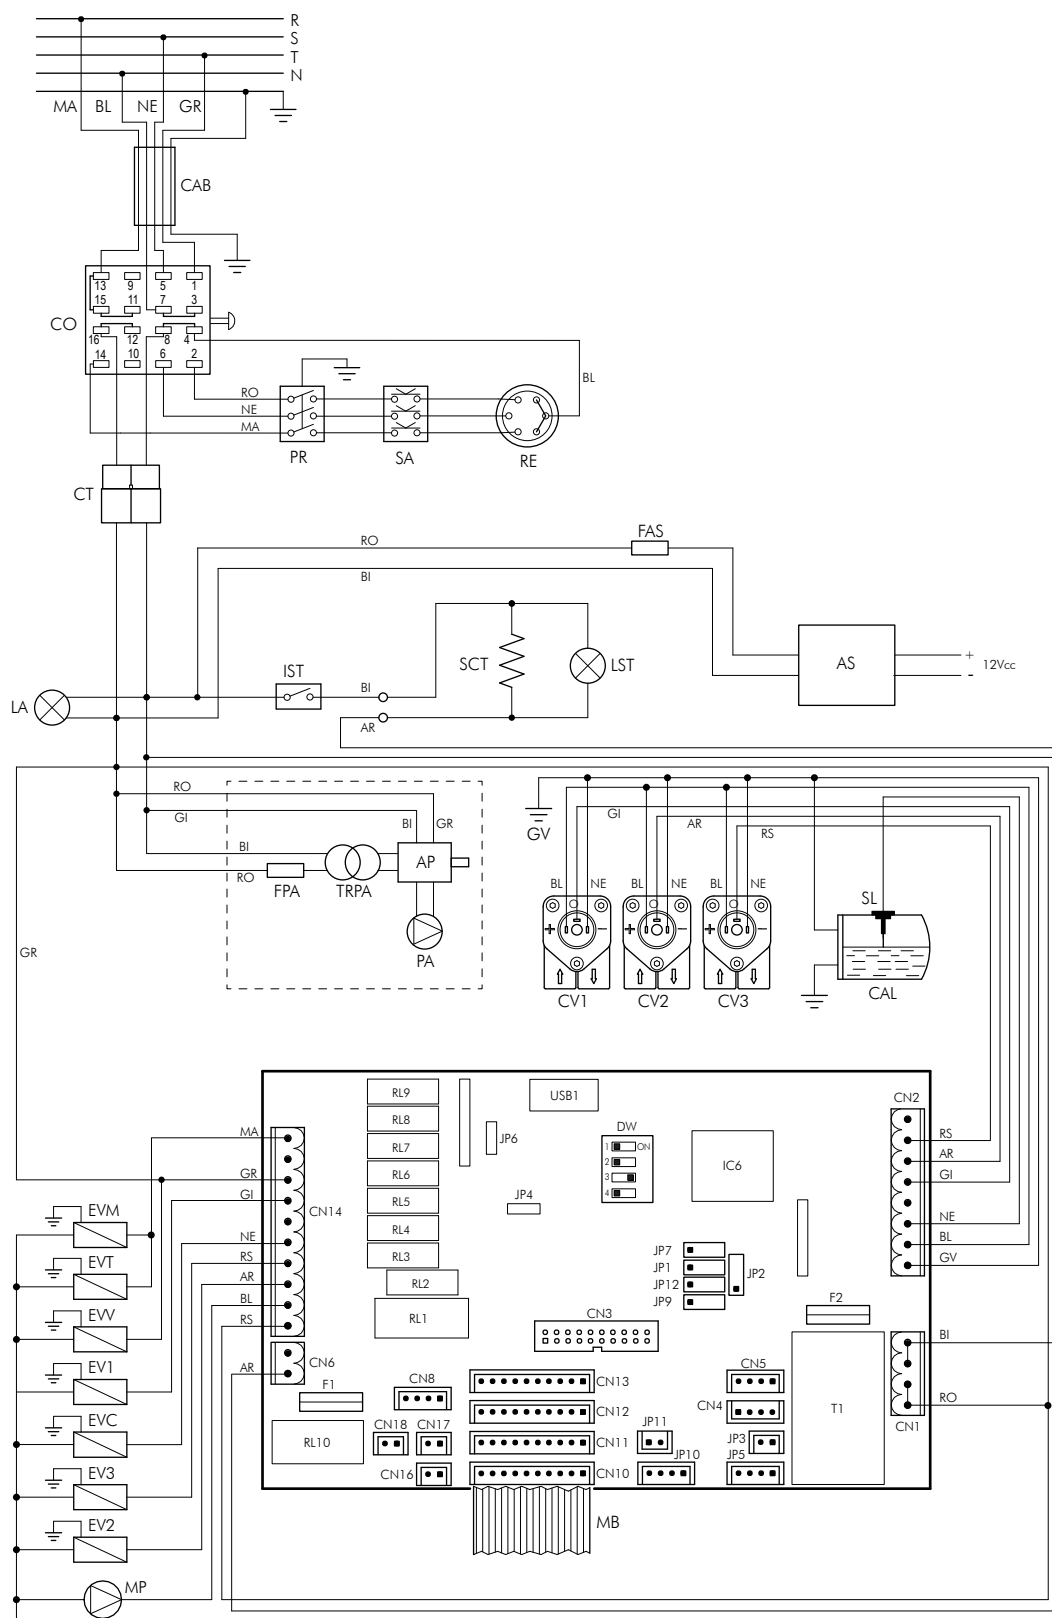 R
S
T
N
MA BL NE GR
CAB
13 9 5 1
15 11 7 3
CO
16 12 8 4
14 10 6 2
BL
RO
NE
MA
PR SA RE
CT
FAS
RO
BI
SCT LST
AS
+
12Vcc
-
IST
BI
LA
AR
RO
GI
BI GR
GI
AR
RS
GV
BI
RO
FPA TRPA AP
BL NE BL NE BL NE
SL
+ - + - + -
PA
GR
CV1 CV2 CV3
CAL
RL9
USB1
CN2
RL8
DW
MA
RL7
JP6
1 ON
RS
2
IC6
AR
GR
RL6
3
GI
GI
RL5
JP4
4
CN14
EVM
RL4
NE
NE
RL3
JP7
BL
EVT
RS
JP1
GV
AR
RL2
JP12
JP2
EVV
BL
JP9
F2
RS
RL1
CN3
BI
EV1
CN6
AR
CN13
CN5
F1
CN8
RO
CN12
CN4
T1
CN1
EVC
CN18 CN17
JP11
RL10
CN11
JP3
EV3
CN16
CN10
JP10
JP5
EV2
MB
MP